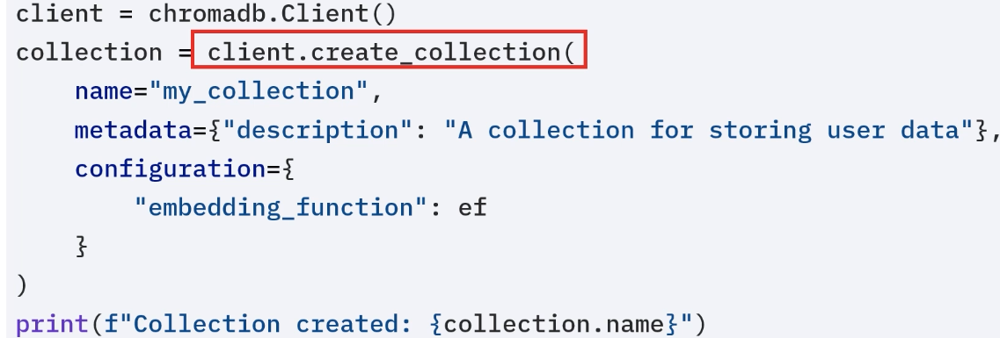 client = chromadb.Client()
collection = client.create_collection(
    name="my_collection",
    metadata={"description": "A collection for storing user data"},
    configuration={
        "embedding_function": ef
    }
)
print(f"Collection created: {collection.name}")